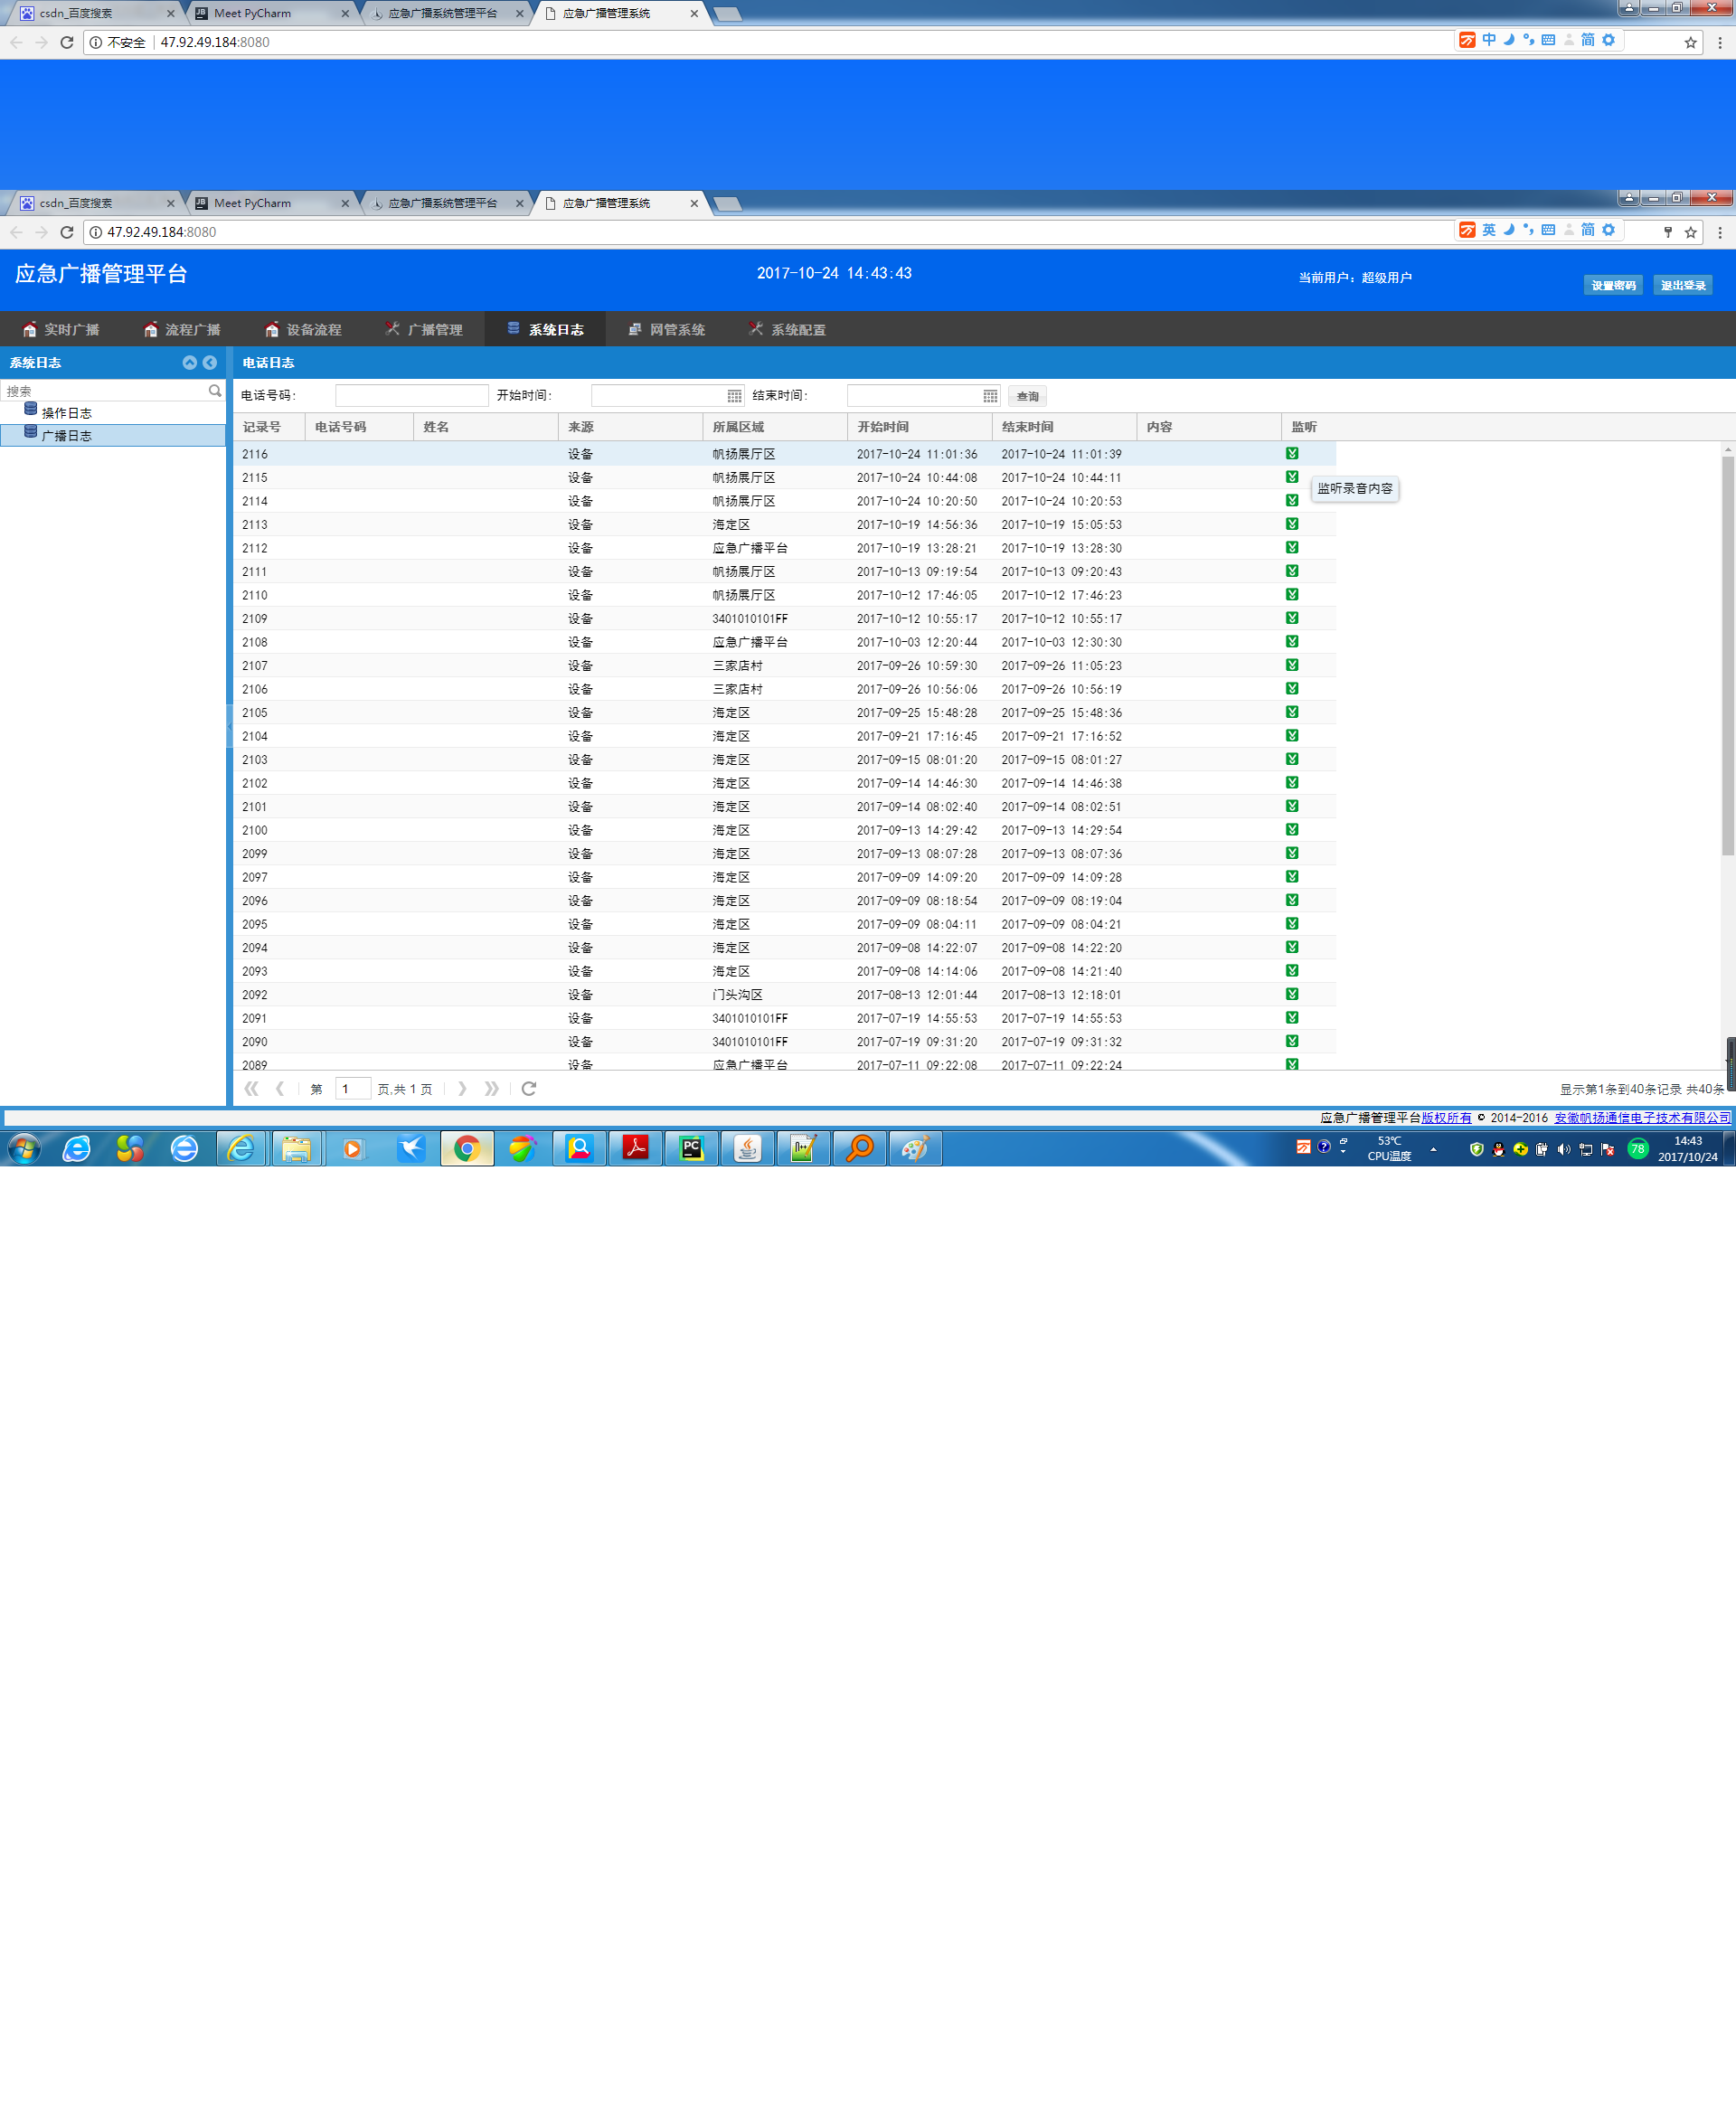 csdn_百度搜索 Meet PyCharm 应急广播系统管理平台 应急广播管理系统
不安全 47.92.49.184:8080 中 简
csdn_百度搜索 Meet PyCharm 应急广播系统管理平台 应急广播管理系统
47.92.49.184:8080 英 简
应急广播管理平台 2017-10-24 14:43:43 当前用户：超级用户 设置密码 退出登录
实时广播 流程广播 设备流程 广播管理 系统日志 网管系统 系统配置
系统日志 电话日志
搜索 电话号码： 开始时间： 结束时间： 查询
操作日志
广播日志
记录号 电话号码 姓名 来源 所属区域 开始时间 结束时间 内容 监听
2116 设备 帆扬展厅区 2017-10-24 11:01:36 2017-10-24 11:01:39
2115 设备 帆扬展厅区 2017-10-24 10:44:08 2017-10-24 10:44:11
监听录音内容
2114 设备 帆扬展厅区 2017-10-24 10:20:50 2017-10-24 10:20:53
2113 设备 海定区 2017-10-19 14:56:36 2017-10-19 15:05:53
2112 设备 应急广播平台 2017-10-19 13:28:21 2017-10-19 13:28:30
2111 设备 帆扬展厅区 2017-10-13 09:19:54 2017-10-13 09:20:43
2110 设备 帆扬展厅区 2017-10-12 17:46:05 2017-10-12 17:46:23
2109 设备 3401010101FF 2017-10-12 10:55:17 2017-10-12 10:55:17
2108 设备 应急广播平台 2017-10-03 12:20:44 2017-10-03 12:30:30
2107 设备 三家店村 2017-09-26 10:59:30 2017-09-26 11:05:23
2106 设备 三家店村 2017-09-26 10:56:06 2017-09-26 10:56:19
2105 设备 海定区 2017-09-25 15:48:28 2017-09-25 15:48:36
2104 设备 海定区 2017-09-21 17:16:45 2017-09-21 17:16:52
2103 设备 海定区 2017-09-15 08:01:20 2017-09-15 08:01:27
2102 设备 海定区 2017-09-14 14:46:30 2017-09-14 14:46:38
2101 设备 海定区 2017-09-14 08:02:40 2017-09-14 08:02:51
2100 设备 海定区 2017-09-13 14:29:42 2017-09-13 14:29:54
2099 设备 海定区 2017-09-13 08:07:28 2017-09-13 08:07:36
2097 设备 海定区 2017-09-09 14:09:20 2017-09-09 14:09:28
2096 设备 海定区 2017-09-09 08:18:54 2017-09-09 08:19:04
2095 设备 海定区 2017-09-09 08:04:11 2017-09-09 08:04:21
2094 设备 海定区 2017-09-08 14:22:07 2017-09-08 14:22:20
2093 设备 海定区 2017-09-08 14:14:06 2017-09-08 14:21:40
2092 设备 门头沟区 2017-08-13 12:01:44 2017-08-13 12:18:01
2091 设备 3401010101FF 2017-07-19 14:55:53 2017-07-19 14:55:53
2090 设备 3401010101FF 2017-07-19 09:31:20 2017-07-19 09:31:32
2089 设备 应急广播平台 2017-07-11 09:22:08 2017-07-11 09:22:24
第 1 页,共 1 页 显示第1条到40条记录 共40条
应急广播管理平台版权所有 © 2014-2016 安徽帆扬通信电子技术有限公司
53℃ 78 14:43
CPU温度 2017/10/24